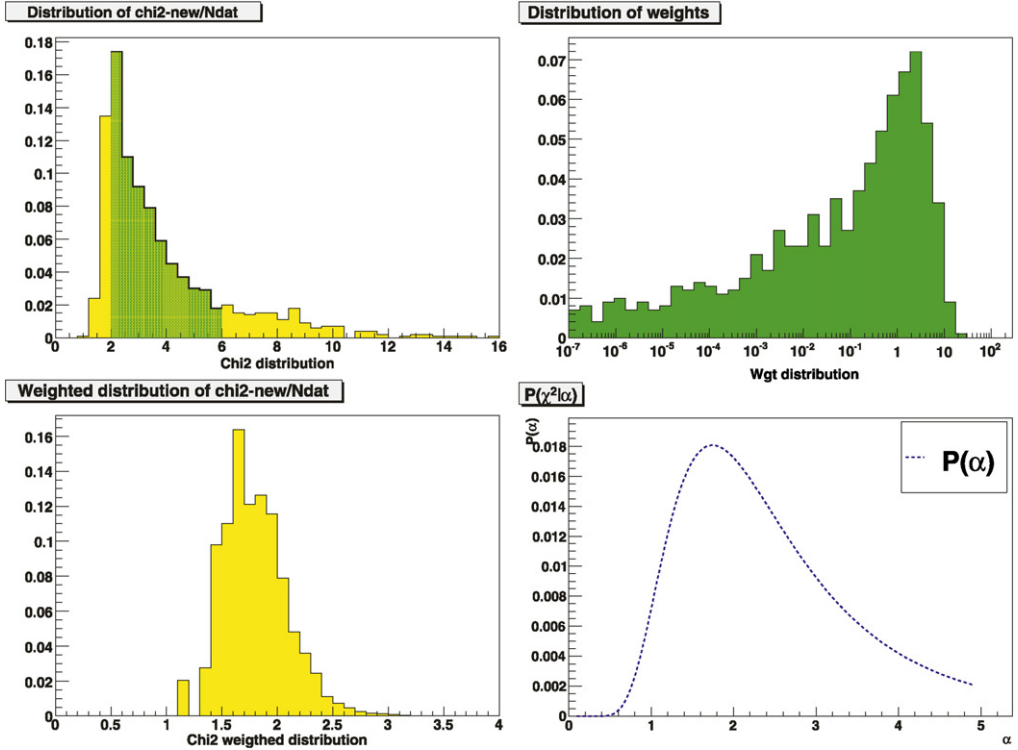 Distribution of chi2-new/Ndat
0.18
0.16
0.14
0.12
0.1
0.08
0.06
0.04
0.02
0
0 2 4 6 8 10 12 14 16
Chi2 distribution
Distribution of weights
0.07
0.06
0.05
0.04
0.03
0.02
0.01
0
10-7 10-6 10-5 10-4 10-3 10-2 10-1 1 10 102
Wgt distribution
Weighted distribution of chi2-new/Ndat
0.16
0.14
0.12
0.1
0.08
0.06
0.04
0.02
0
0 0.5 1 1.5 2 2.5 3 3.5 4
Chi2 weigthed distribution
P(χ²|α)
P(α)
0.018
0.016
0.014
0.012
0.01
0.008
0.006
0.004
0.002
0
P(α)
0 1 2 3 4 5
α